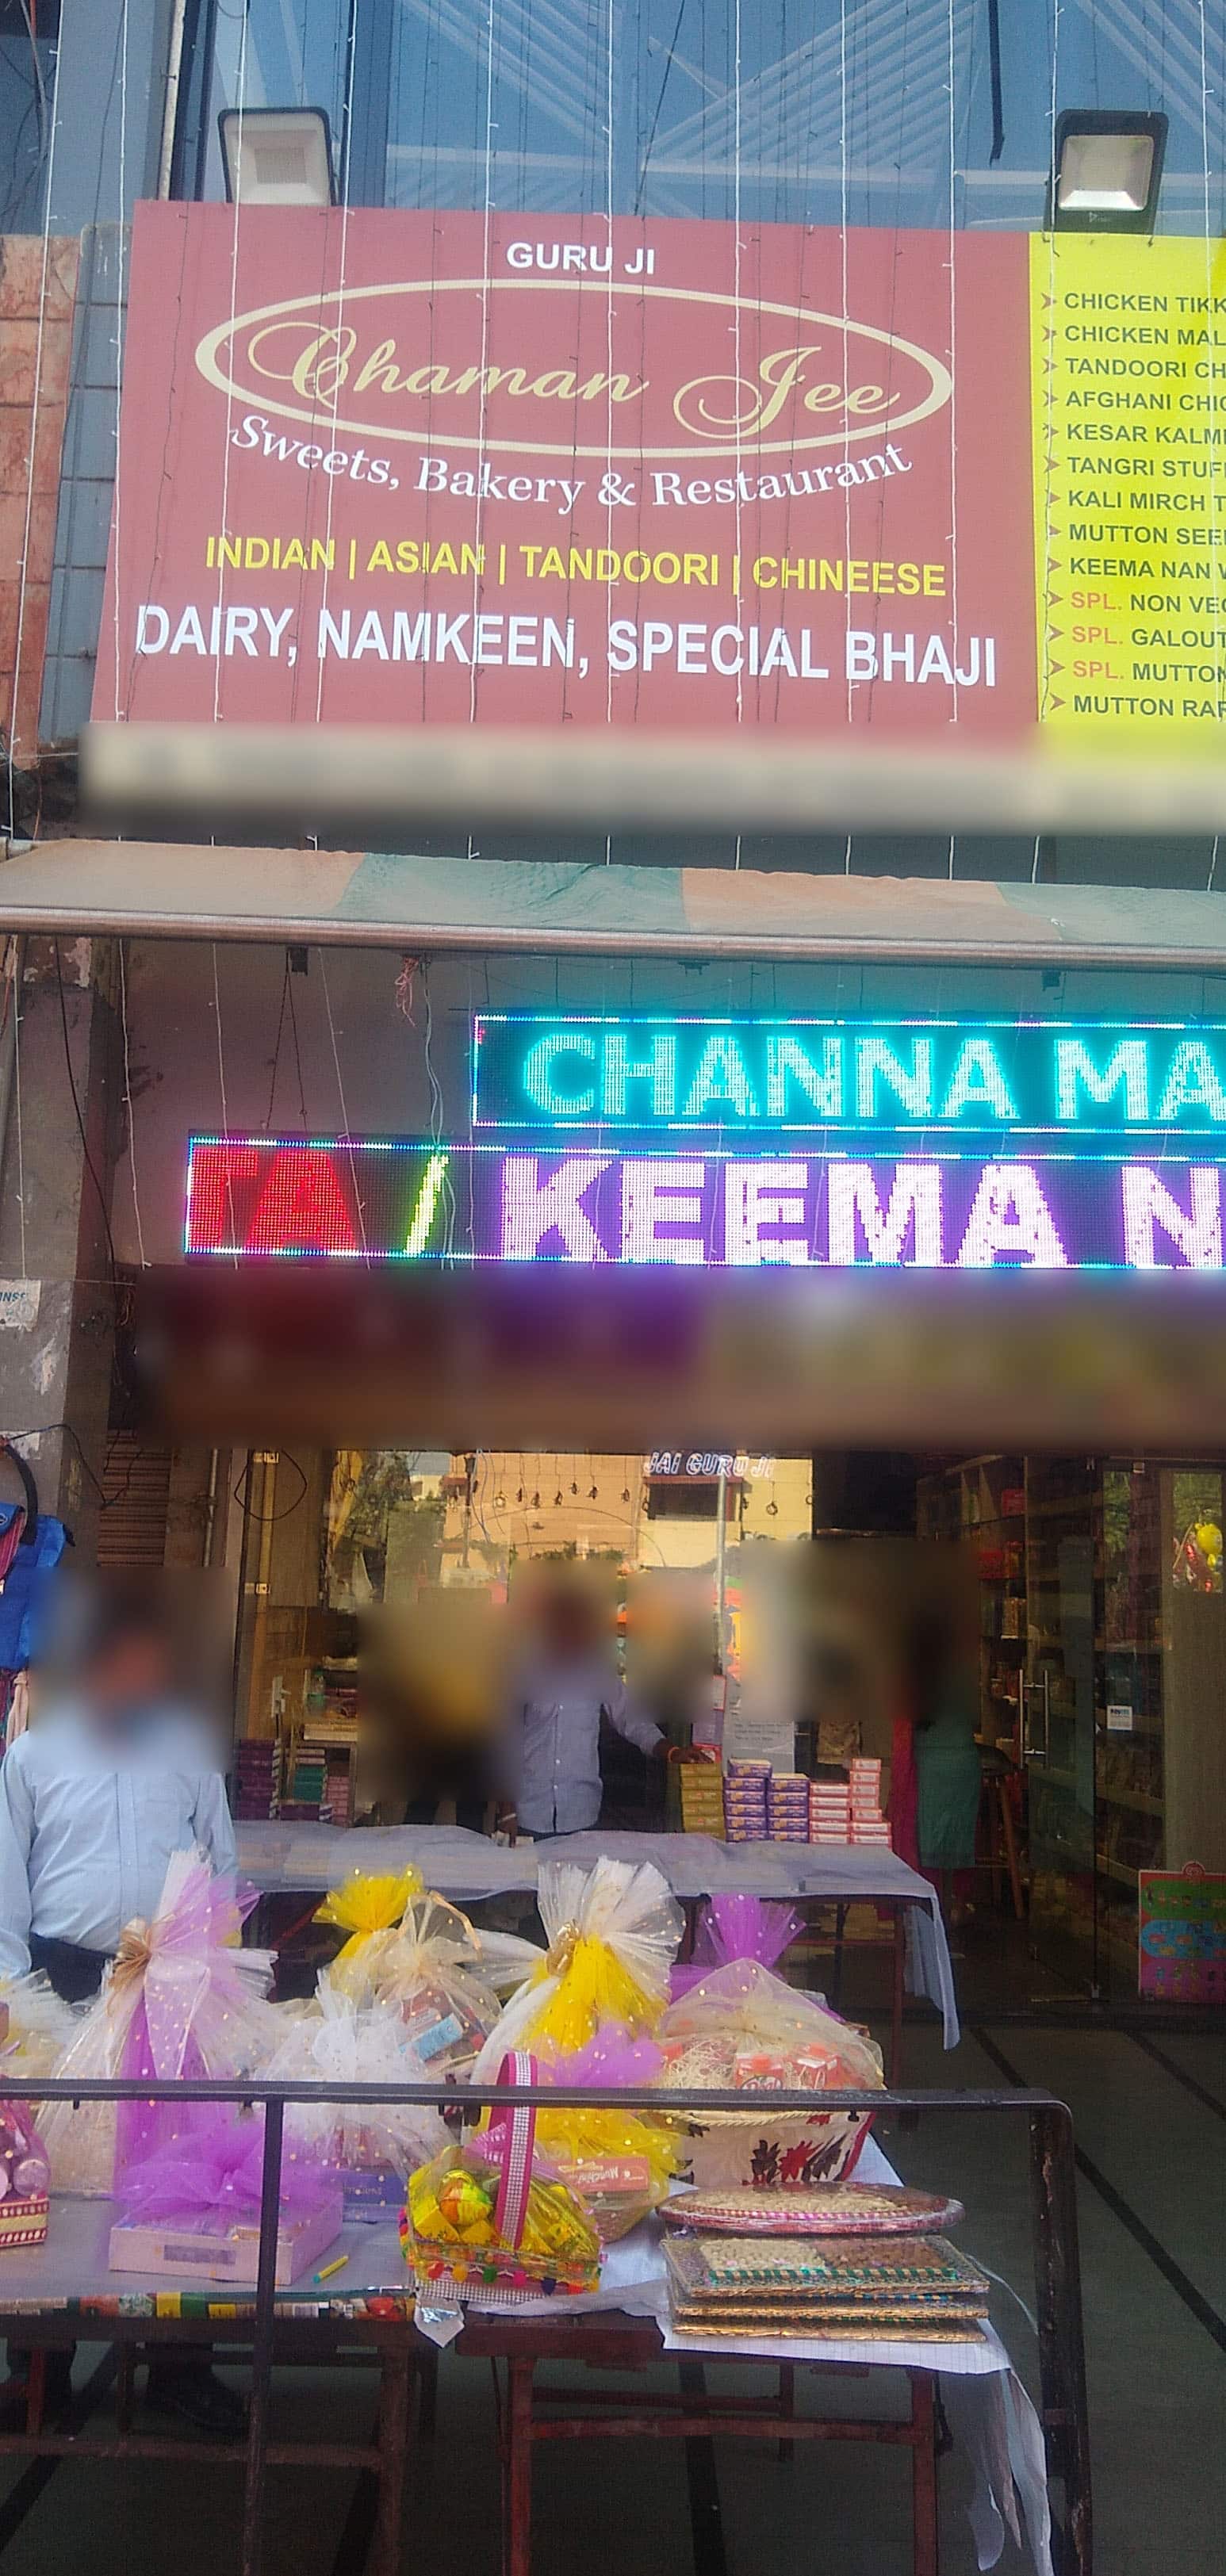 GURU JI
Chaman Jee
Sweets, Bakery & Restaurant
INDIAN | ASIAN | TANDOORI | CHINEESE
DAIRY, NAMKEEN, SPECIAL BHAJI
CHICKEN TIKK
CHICKEN MAL
TANDOORI CH
AFGHANI CHIC
KESAR KALMI
TANGRI STUF
KALI MIRCH T
MUTTON SEE
KEEMA NAN
SPL. NON VEG
SPL. GALOUT
SPL. MUTTON
MUTTON RAR
CHANNA MA
TA / KEEMA N
JAI GURU JI